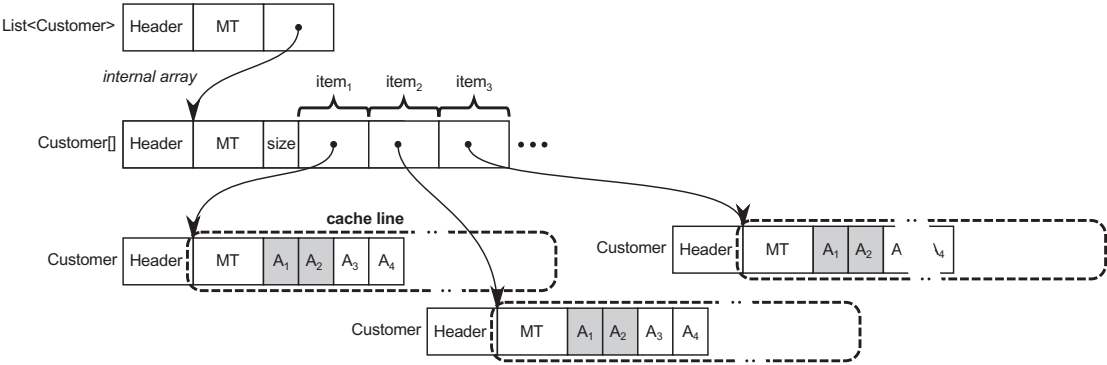 List<Customer> Header MT
internal array
item₁ item₂ item₃
Customer[] Header MT size •••
cache line
Customer Header MT A₁ A₂ A₃ A₄
Customer Header MT A₁ A₂ A ₄
Customer Header MT A₁ A₂ A₃ A₄